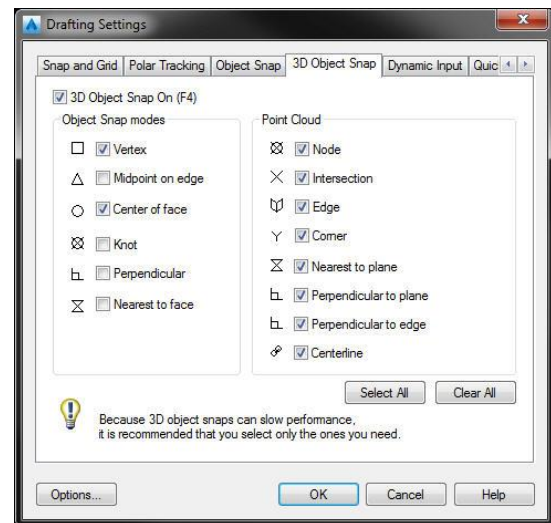 Drafting Settings
Snap and Grid
Polar Tracking
Object Snap
3D Object Snap
Dynamic Input
Quic
3D Object Snap On (F4)
Object Snap modes
Vertex
Midpoint on edge
Center of face
Knot
Perpendicular
Nearest to face
Point Cloud
Node
Intersection
Edge
Corner
Nearest to plane
Perpendicular to plane
Perpendicular to edge
Centerline
Select All
Clear All
Because 3D object snaps can slow performance,
it is recommended that you select only the ones you need.
Options...
OK
Cancel
Help